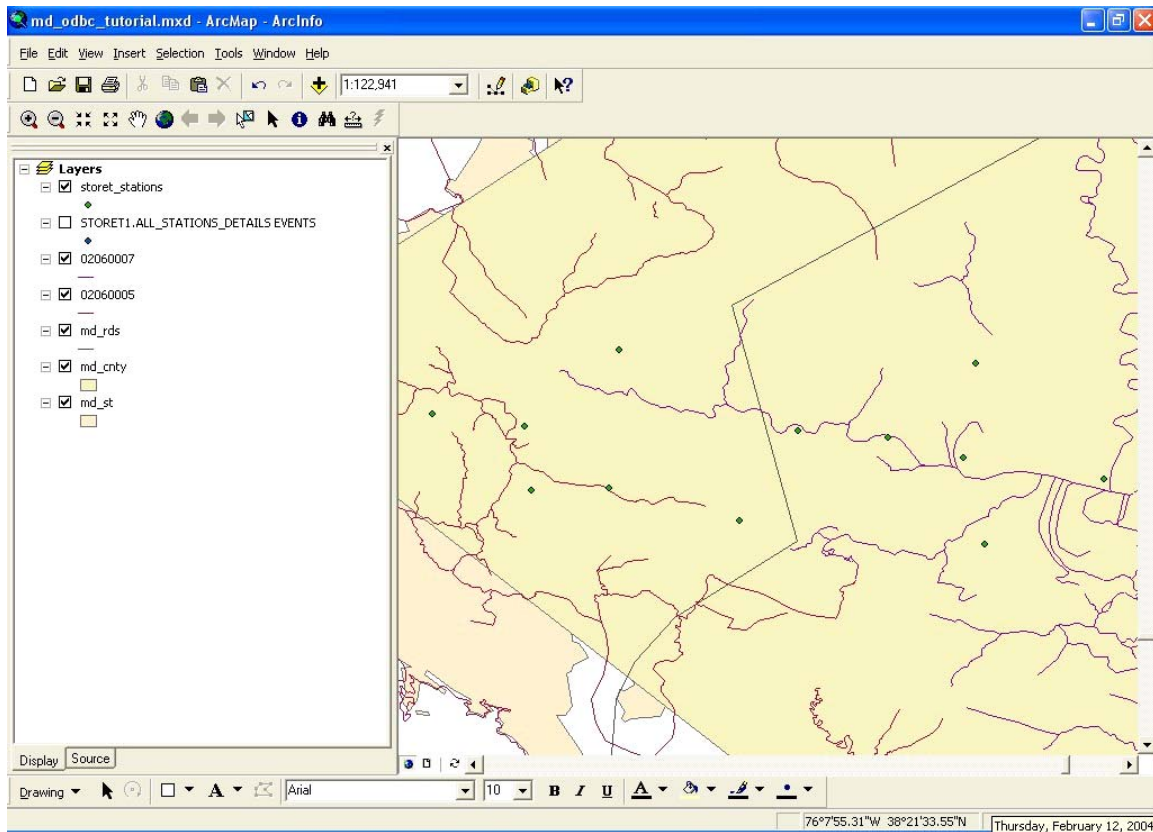 md_odbc_tutorial.mxd - ArcMap - ArcInfo
File Edit View Insert Selection Tools Window Help
1:122,941
Layers
storet_stations
STORET1.ALL_STATIONS_DETAILS EVENTS
02060007
02060005
md_rds
md_cnty
md_st
Display Source
Drawing A Arial 10 B I U A
76°7'55.31"W 38°21'33.55"N Thursday, February 12, 2004